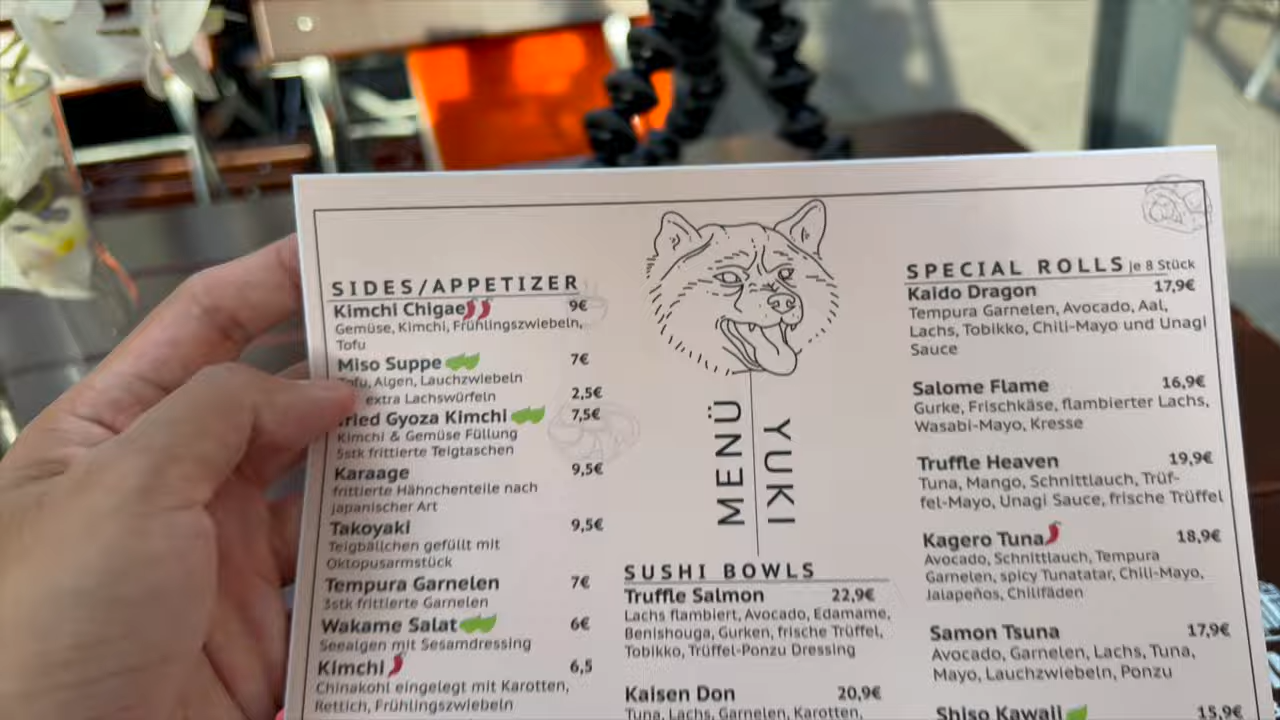 SIDES/APPETIZER
Kimchi Chigae 9€
Gemüse, Kimchi, Frühlingszwiebeln,
Tofu
Miso Suppe 7€
Tofu, Algen, Lauchzwiebeln
extra Lachswürfeln 2,5€
Fried Gyoza Kimchi 7,5€
Kimchi & Gemüse Füllung
5stk frittierte Teigtaschen
Karaage 9,5€
frittierte Hähnchenteile nach
japanischer Art
Takoyaki 9,5€
Teigbällchen gefüllt mit
Oktopusarmstück
Tempura Garnelen 7€
3stk frittierte Garnelen
Wakame Salat 6€
Seealgen mit Sesamdressing
Kimchi 6,5
Chinakohl eingelegt mit Karotten,
Rettich, Frühlingszwiebeln
MENÜ
YUKI
SUSHI BOWLS
Truffle Salmon 22,9€
Lachs flambiert, Avocado, Edamame,
Benishouga, Gurken, frische Trüffel,
Tobikko, Trüffel-Ponzu Dressing
Kaisen Don 20,9€
Tuna, Lachs, Garnelen, Karotten,
SPECIAL ROLLS je 8 Stück
Kaido Dragon 17,9€
Tempura Garnelen, Avocado, Aal,
Lachs, Tobikko, Chili-Mayo und Unagi
Sauce
Salome Flame 16,9€
Gurke, Frischkäse, flambierter Lachs,
Wasabi-Mayo, Kresse
Truffle Heaven 19,9€
Tuna, Mango, Schnittlauch, Trüf-
fel-Mayo, Unagi Sauce, frische Trüffel
Kagero Tuna 18,9€
Avocado, Schnittlauch, Tempura
Garnelen, spicy Tunatatar, Chili-Mayo,
Jalapeños, Chilifäden
Samon Tsuna 17,9€
Avocado, Garnelen, Lachs, Tuna,
Mayo, Lauchzwiebeln, Ponzu
Shiso Kawaii 15,9€